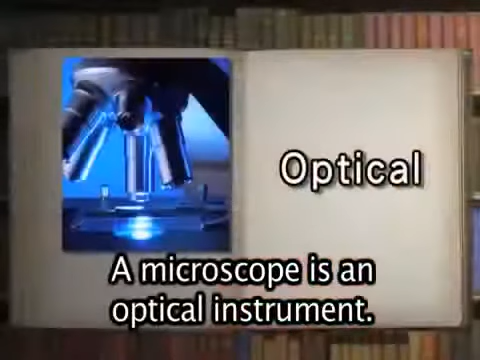 Optical
A microscope is an
optical instrument.